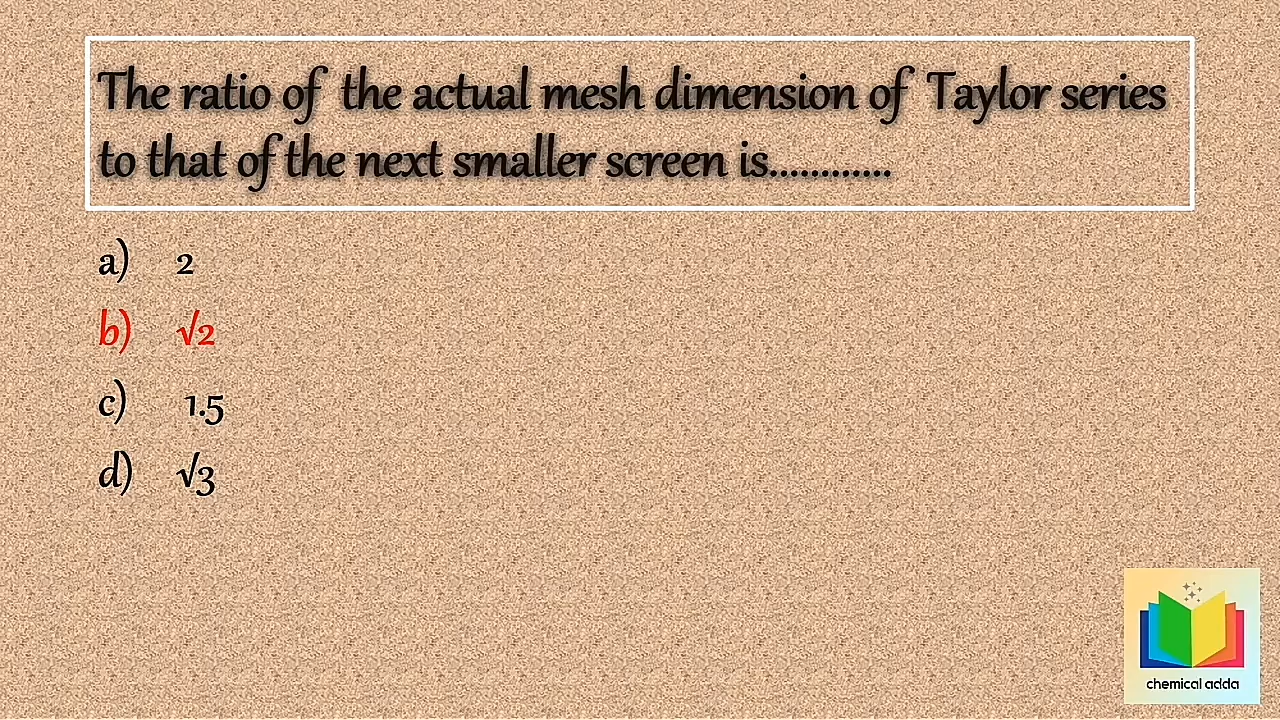 The ratio of the actual mesh dimension of Taylor series
to that of the next smaller screen is............
a) 2
b) √2
c) 1.5
d) √3
chemical adda